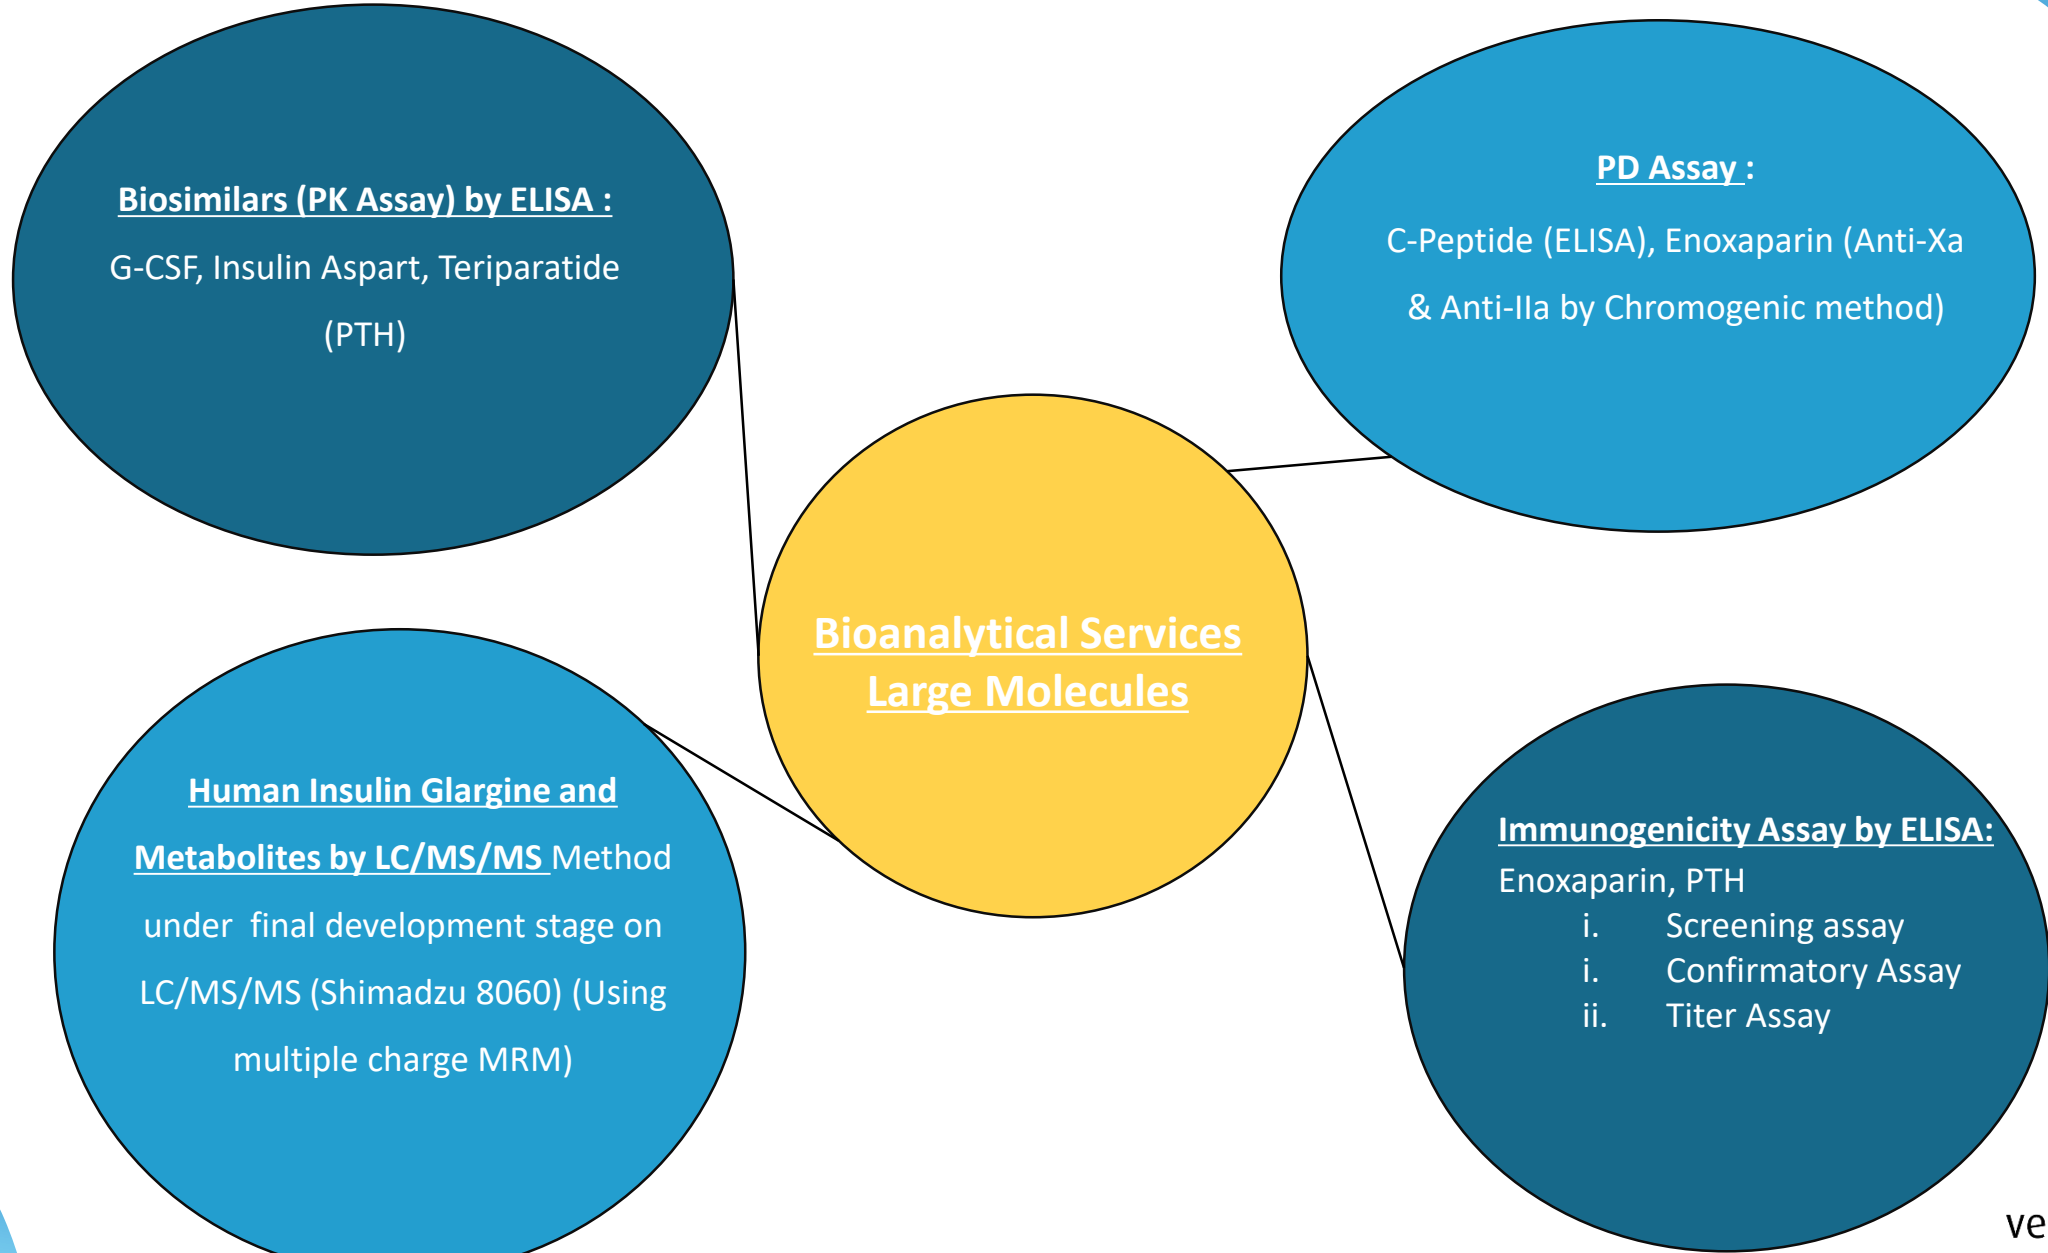 Biosimilars (PK Assay) by ELISA :
G-CSF, Insulin Aspart, Teriparatide
(PTH)
PD Assay :
C-Peptide (ELISA), Enoxaparin (Anti-Xa
& Anti-IIa by Chromogenic method)
Bioanalytical Services
Large Molecules
Human Insulin Glargine and
Metabolites by LC/MS/MS Method
under final development stage on
LC/MS/MS (Shimadzu 8060) (Using
multiple charge MRM)
Immunogenicity Assay by ELISA:
Enoxaparin, PTH
i. Screening assay
i. Confirmatory Assay
ii. Titer Assay
ve